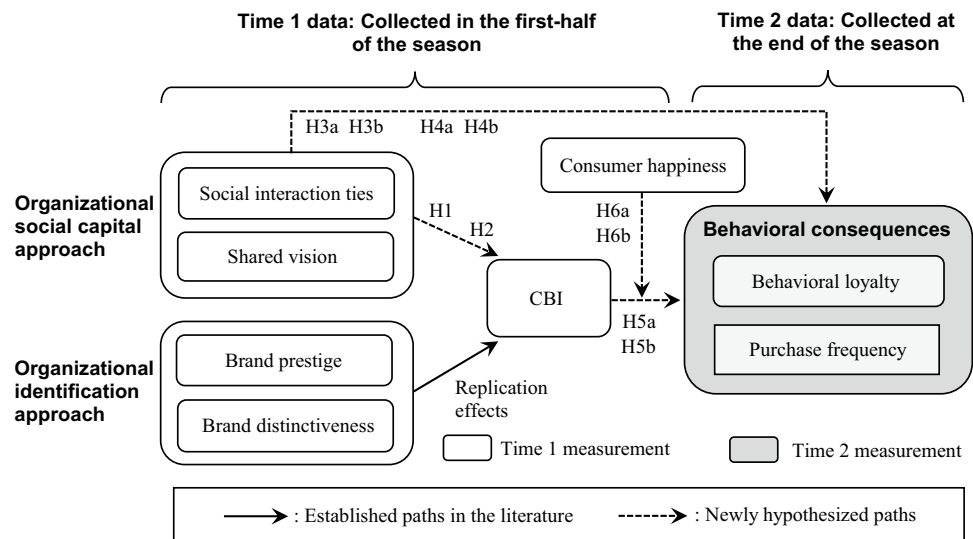 Time 1 data: Collected in the first-half
of the season
Time 2 data: Collected at
the end of the season
H3a H3b H4a H4b
Organizational
social capital
approach
Social interaction ties
Shared vision
H1
H2
Consumer happiness
H6a
H6b
CBI
H5a
H5b
Behavioral consequences
Behavioral loyalty
Purchase frequency
Organizational
identification
approach
Brand prestige
Brand distinctiveness
Replication
effects
Time 1 measurement
Time 2 measurement
: Established paths in the literature
: Newly hypothesized paths